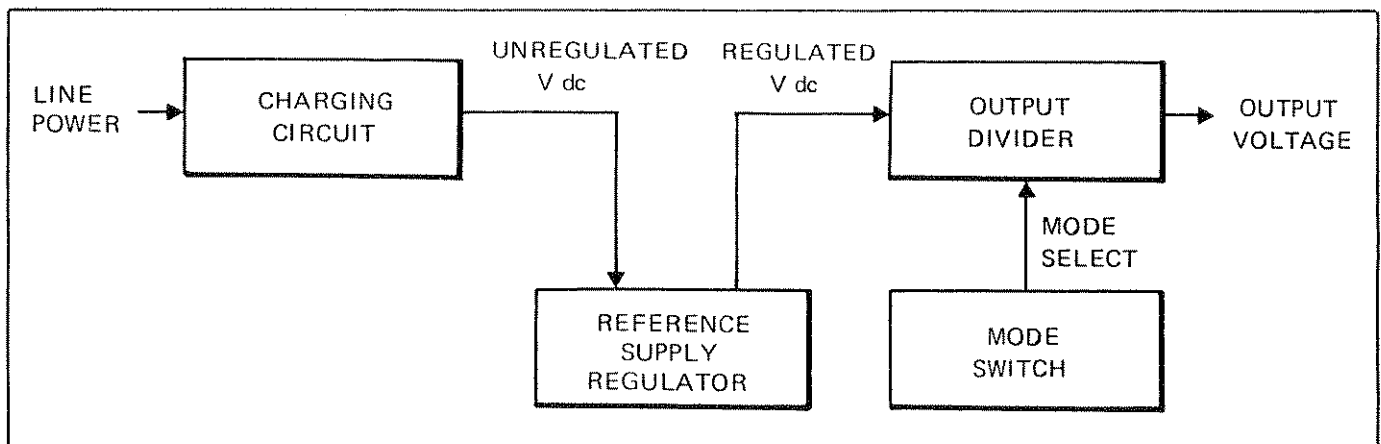 LINE
POWER
CHARGING
CIRCUIT
UNREGULATED
V dc
REGULATED
V dc
OUTPUT
DIVIDER
OUTPUT
VOLTAGE
MODE
SELECT
REFERENCE
SUPPLY
REGULATOR
MODE
SWITCH